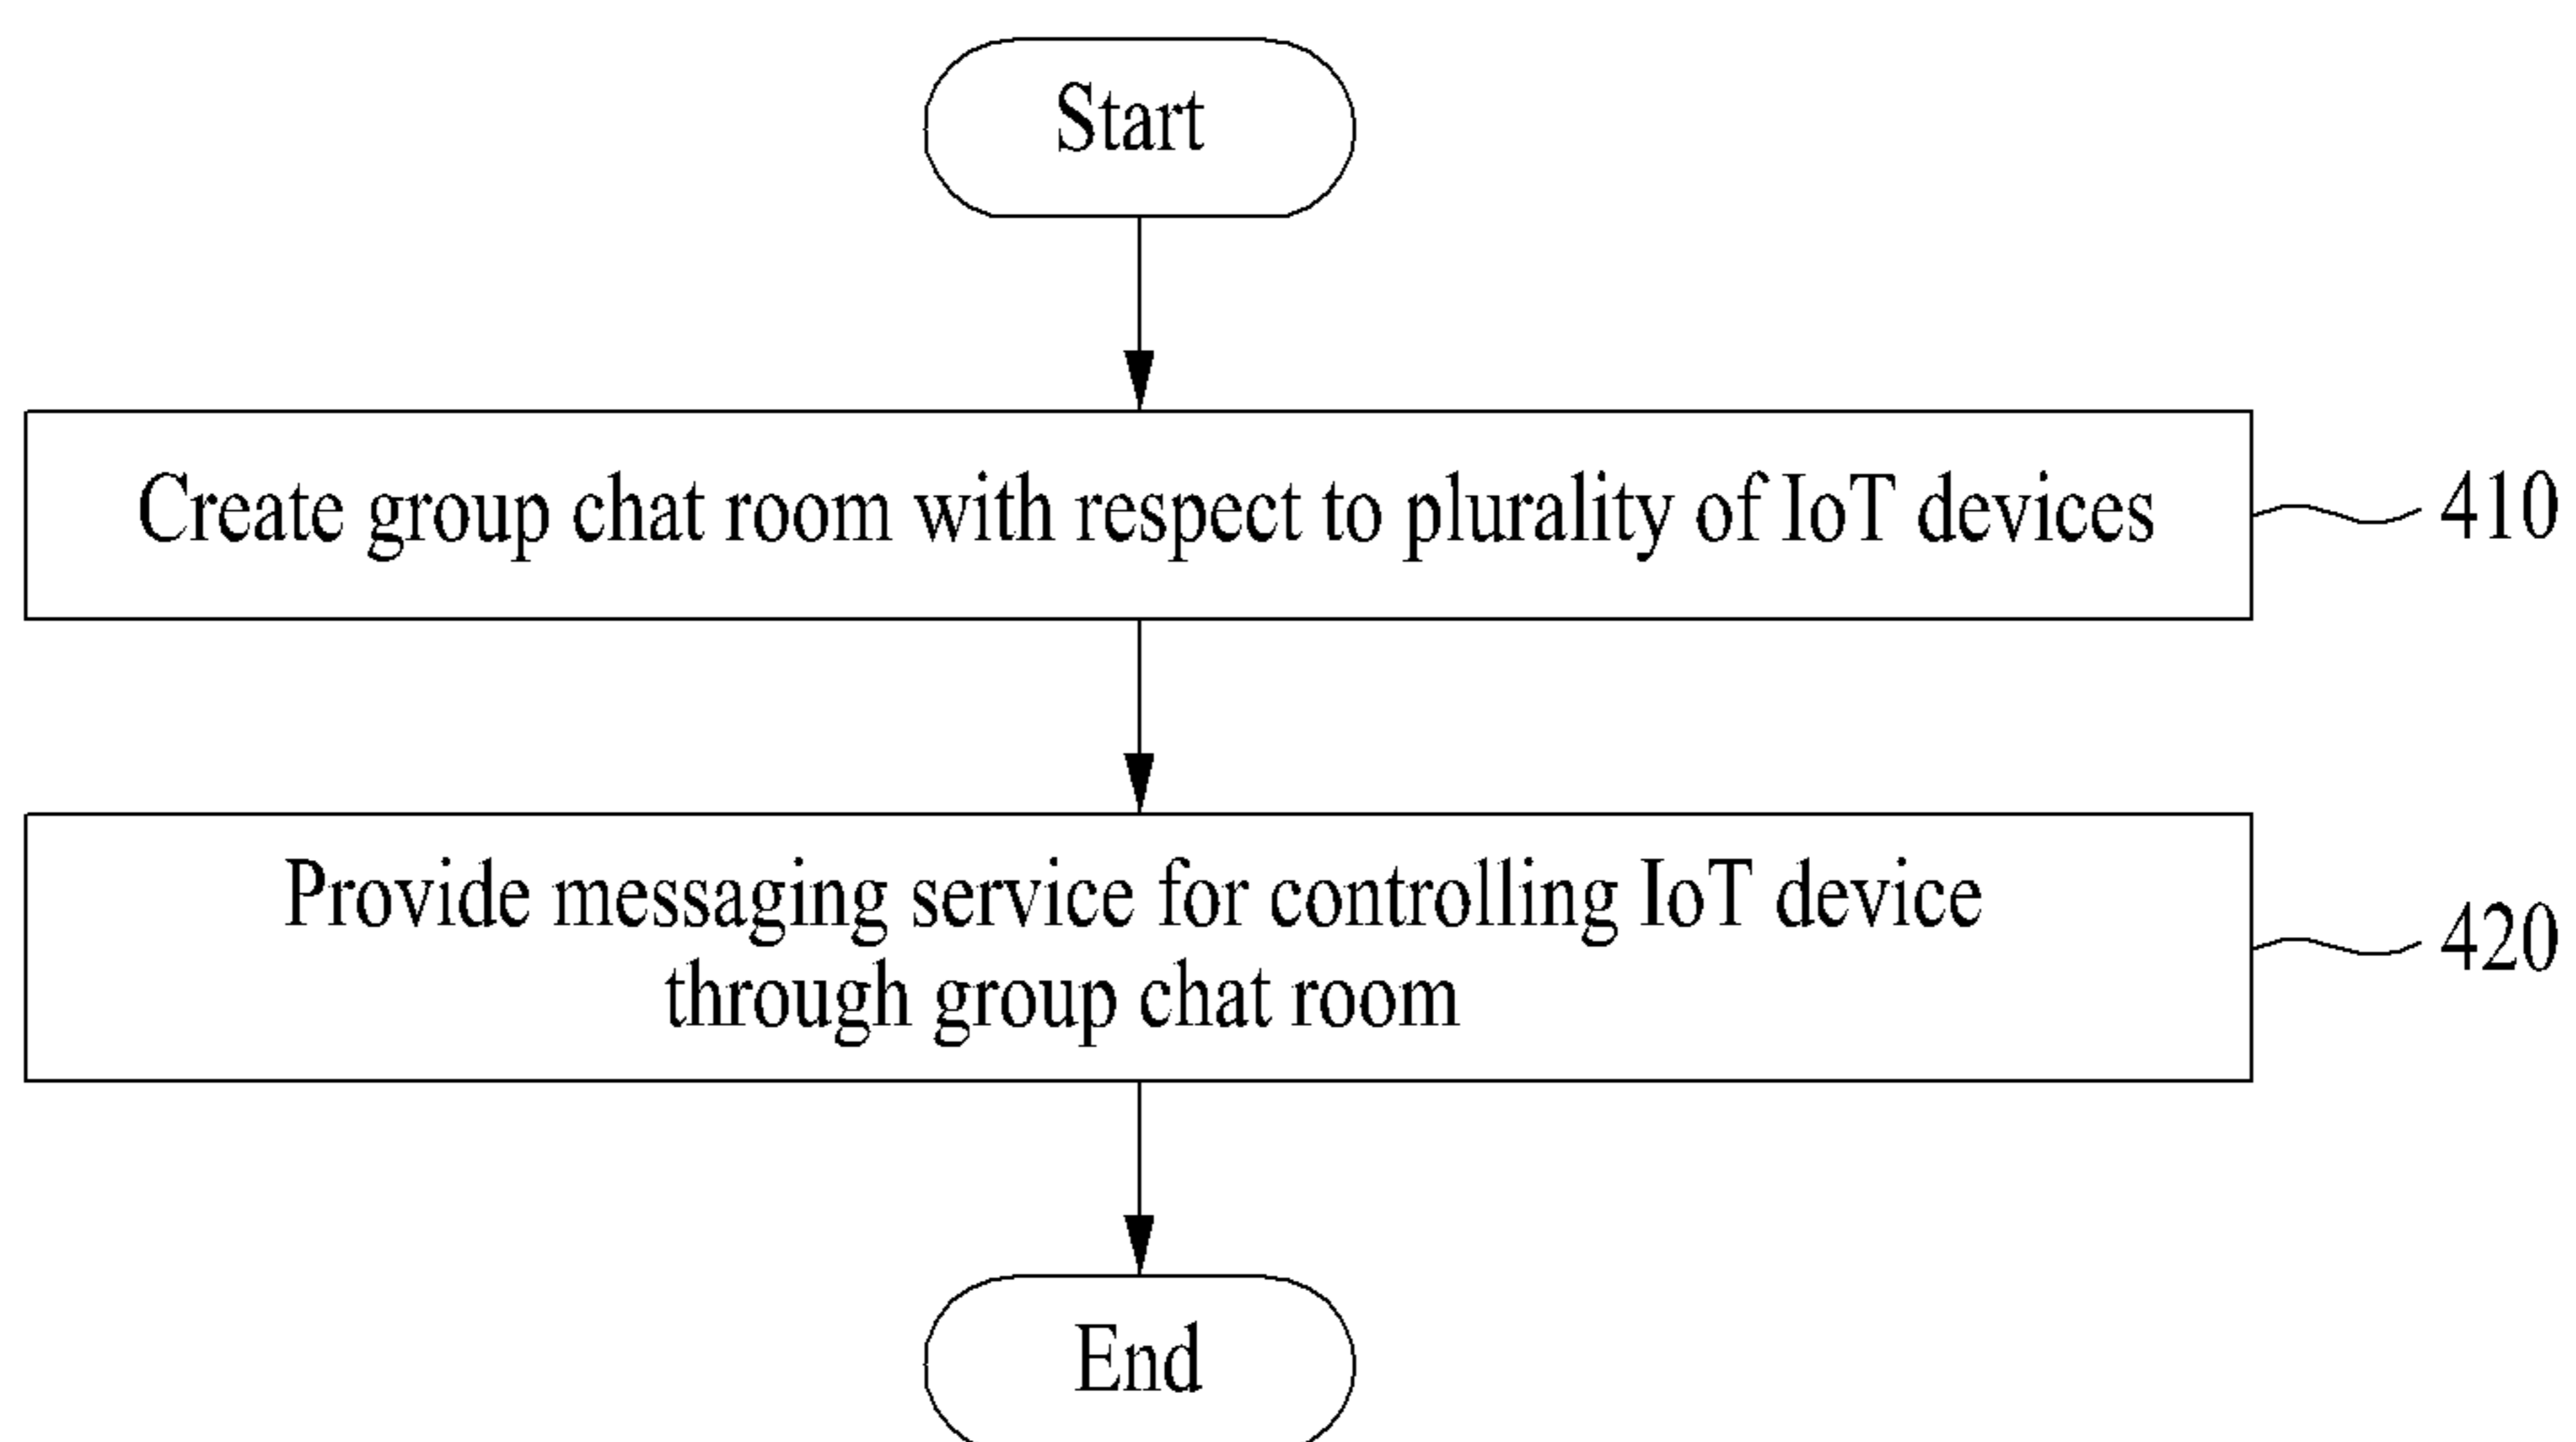 Start
Create group chat room with respect to plurality of IoT devices
410
Provide messaging service for controlling IoT device
through group chat room
420
End